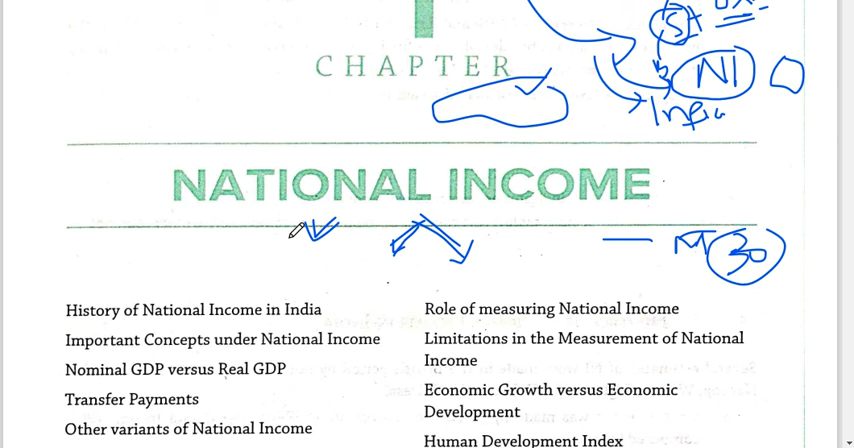 CHAPTER
NI
India
NATIONAL INCOME
30
History of National Income in India
Important Concepts under National Income
Nominal GDP versus Real GDP
Transfer Payments
Other variants of National Income
Role of measuring National Income
Limitations in the Measurement of National
Income
Economic Growth versus Economic
Development
Human Development Index